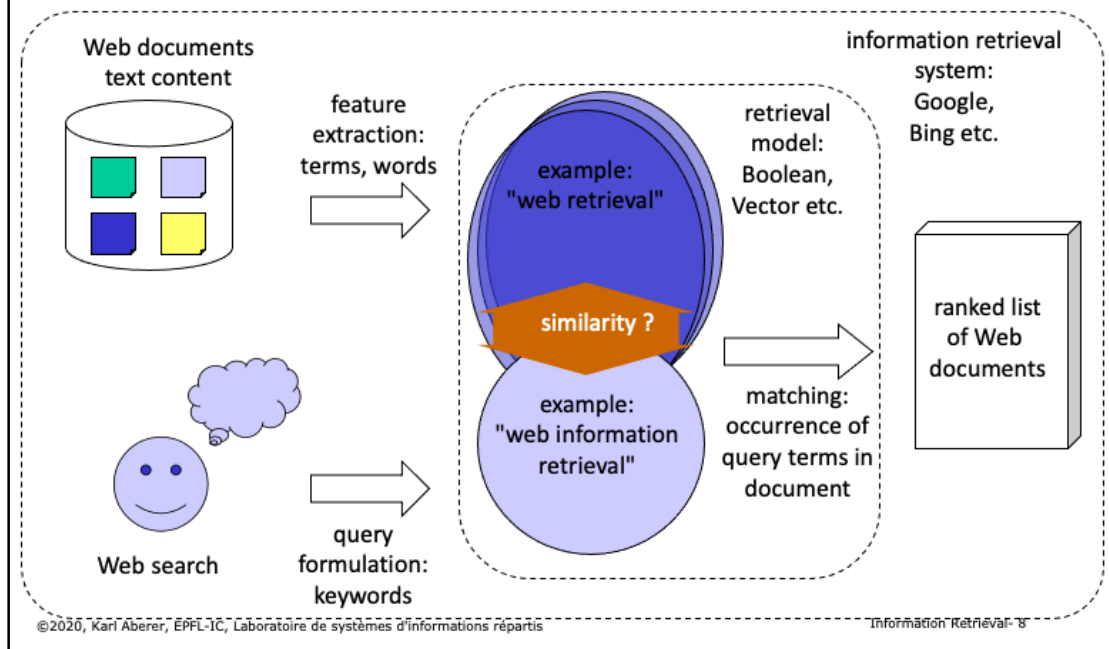 Web documents
text content
feature
extraction:
terms, words
example:
"web retrieval"
retrieval
model:
Boolean,
Vector etc.
information retrieval
system:
Google,
Bing etc.
similarity ?
ranked list
of Web
documents
example:
"web information
retrieval"
matching:
occurrence of
query terms in
document
Web search
query
formulation:
keywords
©2020, Karl Aberer, EPFL-IC, Laboratoire de systèmes d'informations répartis
Information Retrieval- 8